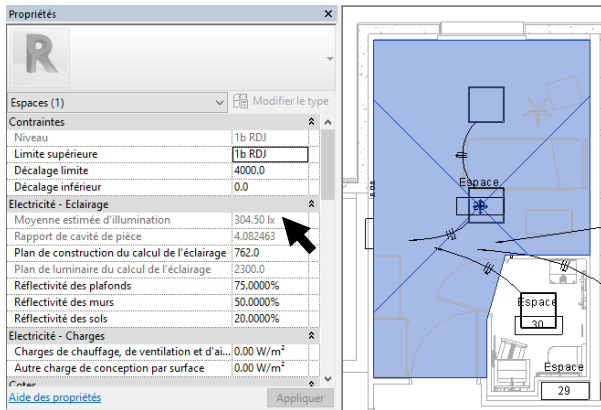 Propriétés
R
Espaces (1)
Modifier le type
Contraintes
Niveau 1b RDJ
Limite supérieure 1b RDJ
Décalage limite 4000.0
Décalage inférieur 0.0
Electricité - Eclairage
Moyenne estimée d'illumination 304.50 lx
Rapport de cavité de pièce 4.082463
Plan de construction du calcul de l'éclairage 762.0
Plan de luminaire du calcul de l'éclairage 2300.0
Réflectivité des plafonds 75.0000%
Réflectivité des murs 50.0000%
Réflectivité des sols 20.0000%
Electricité - Charges
Charges de chauffage, de ventilation et d'ai... 0.00 W/m²
Autre charge de conception par surface 0.00 W/m²
Cotes
Aide des propriétés
Appliquer
Espace
Espace
30
Espace
29